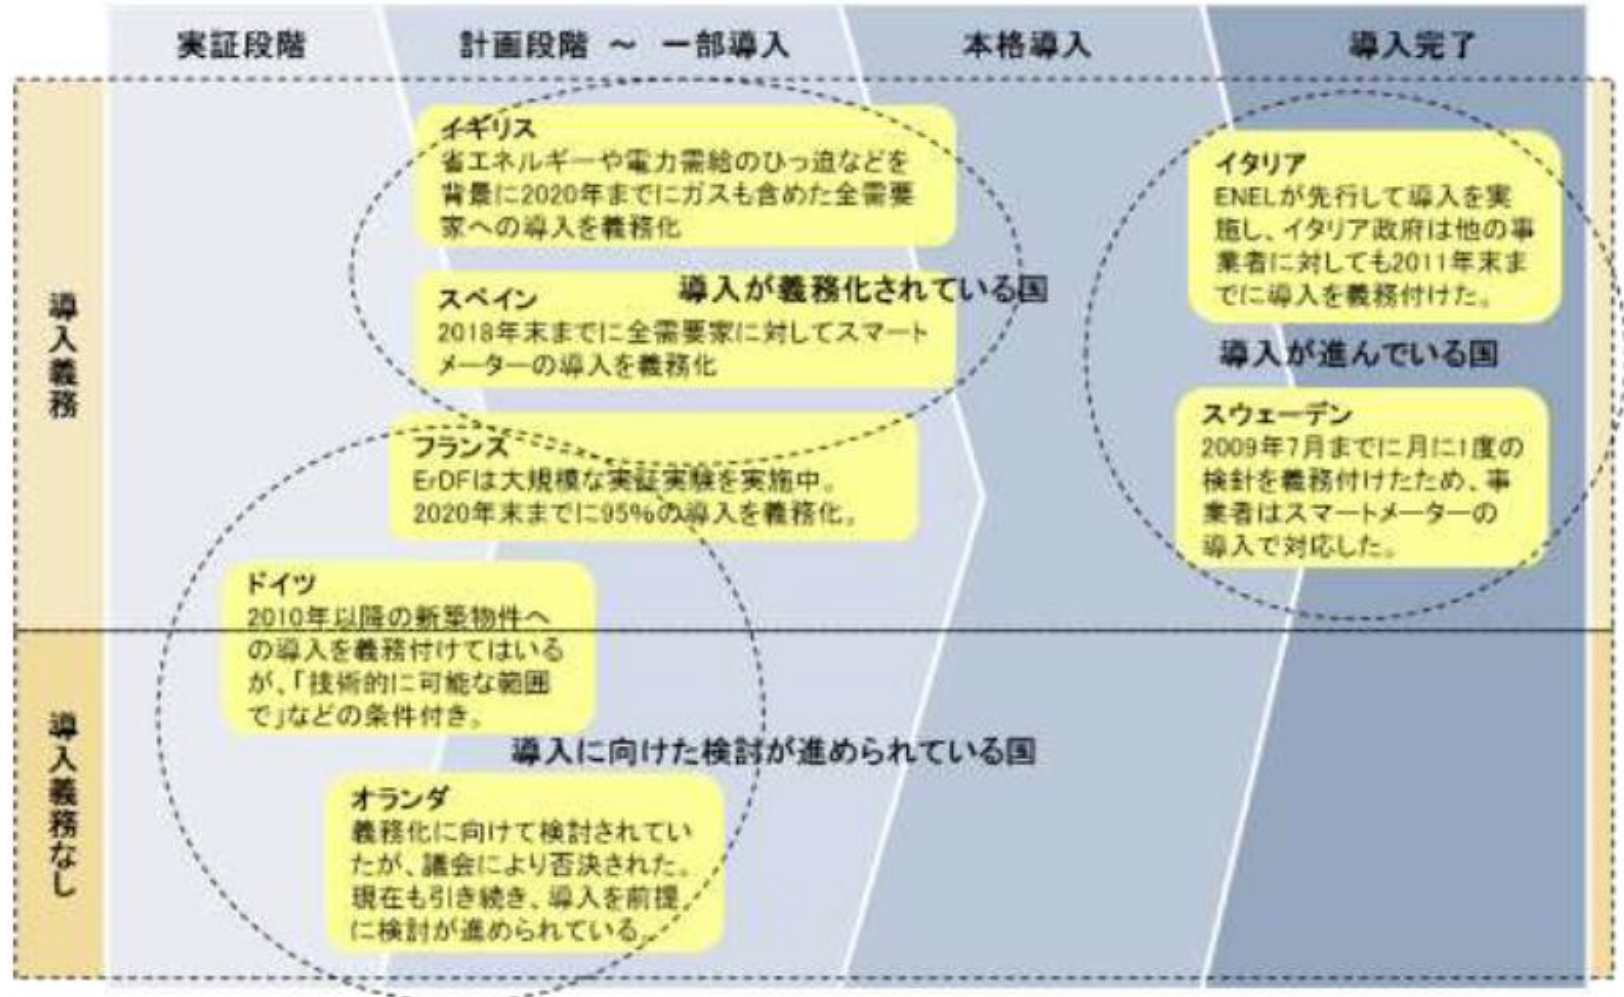 実証段階
計画段階 ～ 一部導入
本格導入
導入完了
導入義務
イギリス
省エネルギーや電力需給のひっ迫などを
背景に2020年までにガスも含めた全需要
家への導入を義務化
スペイン
2018年末までに全需要家に対してスマート
メーターの導入を義務化
導入が義務化されている国
フランス
ErDFは大規模な実証実験を実施中。
2020年末までに95%の導入を義務化。
イタリア
ENELが先行して導入を実
施し、イタリア政府は他の事
業者に対しても2011年末ま
でに導入を義務付けた。
導入が進んでいる国
スウェーデン
2009年7月までに月に1度の
検針を義務付けたため、事
業者はスマートメーターの
導入で対応した。
ドイツ
2010年以降の新築物件へ
の導入を義務付けてはいる
が、「技術的に可能な範囲
で」などの条件付き。
導入義務なし
導入に向けた検討が進められている国
オランダ
義務化に向けて検討されてい
たが、議会により否決された。
現在も引き続き、導入を前提
に検討が進められている。